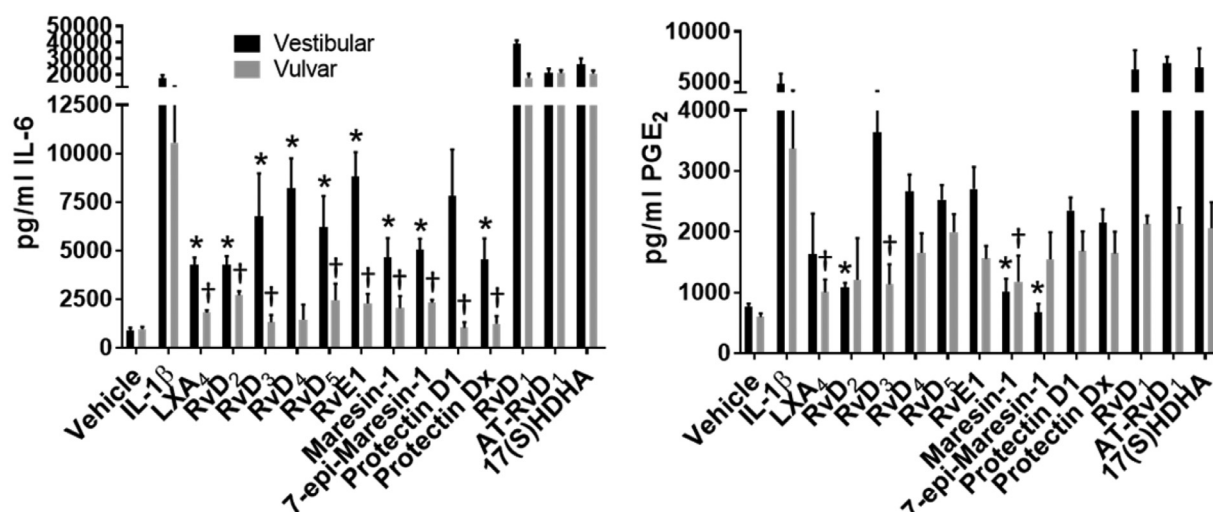 pg/ml IL-6
50000
40000
30000
20000
12500
10000
7500
5000
2500
0
Vestibular
Vulvar
* * * * * * * * *
† † † † † † † † †
Vehicle
IL-1β
LXA₄
RvD₂
RvD₃
RvD₄
RvD₅
RvE1
Maresin-1
7-epi-Maresin-1
Protectin D1
Protectin Dx
RvD₁
AT-RvD₁
17(S)HDHA
pg/ml PGE₂
10000
5000
4000
3000
2000
1000
0
† * † * † *
Vehicle
IL-1β
LXA₄
RvD₂
RvD₃
RvD₄
RvD₅
RvE1
Maresin-1
7-epi-Maresin-1
Protectin D1
Protectin Dx
RvD₁
AT-RvD₁
17(S)HDHA